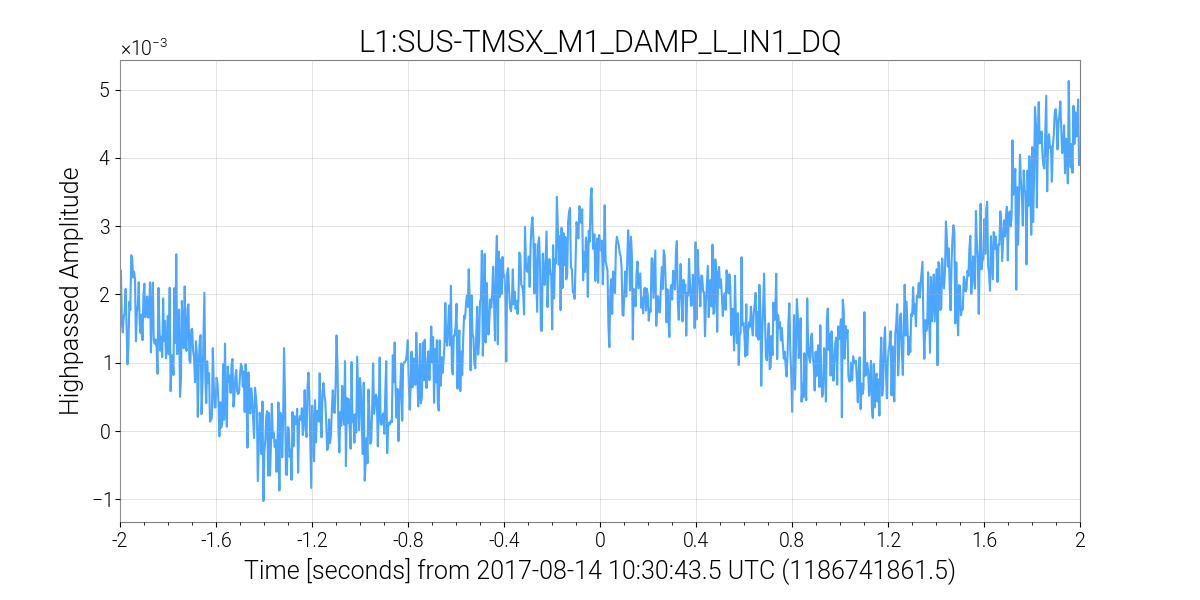 L1:SUS-TMSX_M1_DAMP_L_IN1_DQ
×10⁻³
Highpassed Amplitude
5
4
3
2
1
0
−1
-2 -1.6 -1.2 -0.8 -0.4 0 0.4 0.8 1.2 1.6 2
Time [seconds] from 2017-08-14 10:30:43.5 UTC (1186741861.5)